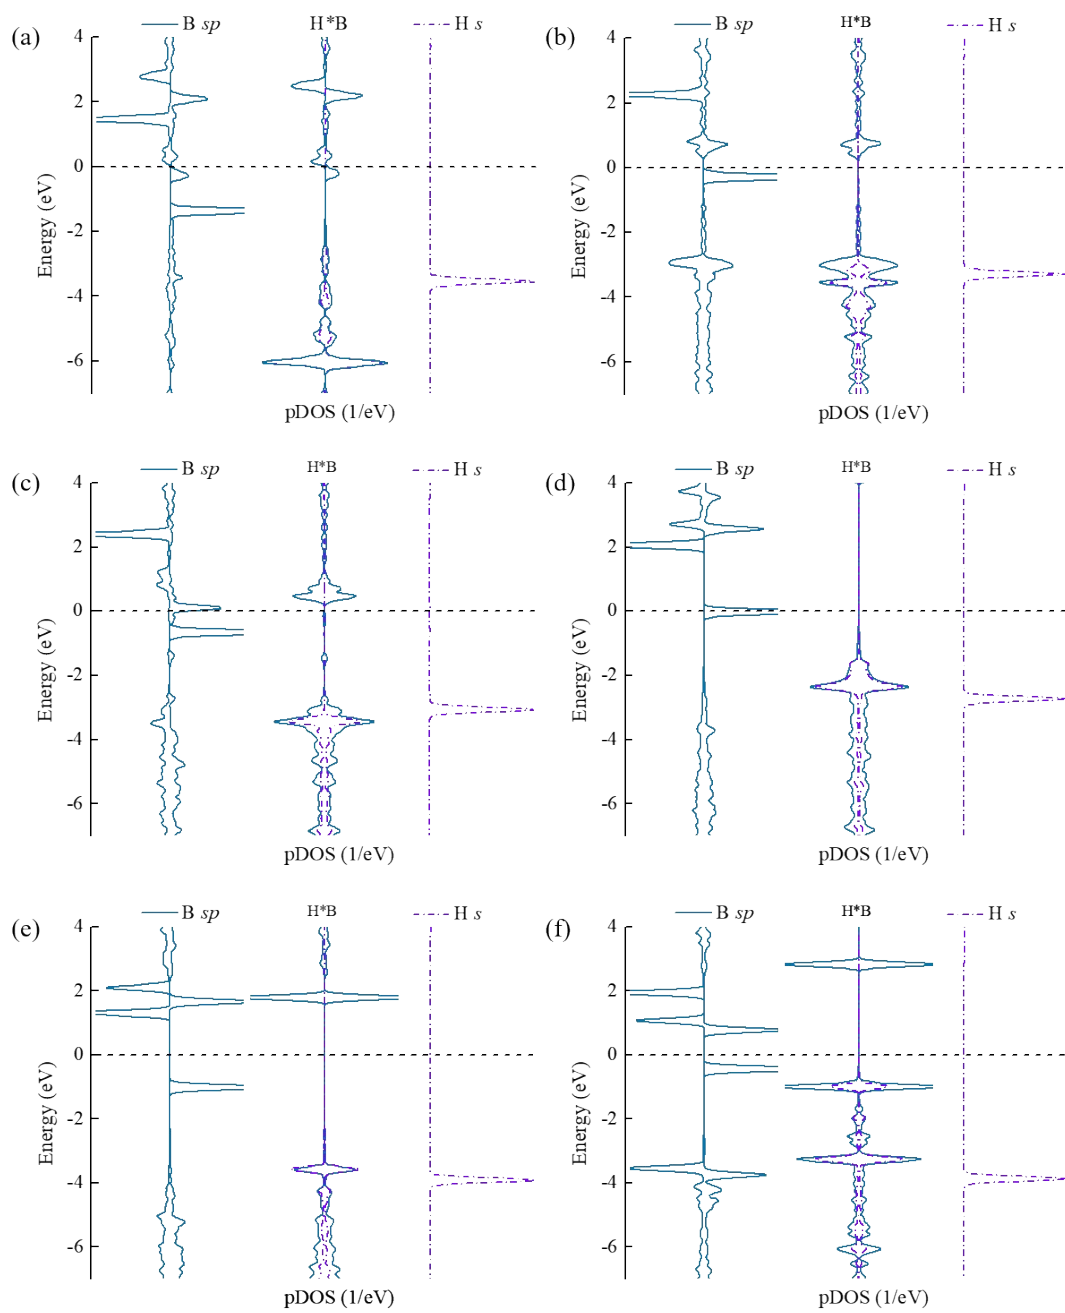 (a) B sp H*B H s
4
2
0
-2
-4
-6
Energy (eV)
pDOS (1/eV)
(b) B sp H*B H s
4
2
0
-2
-4
-6
Energy (eV)
pDOS (1/eV)
(c) B sp H*B H s
4
2
0
-2
-4
-6
Energy (eV)
pDOS (1/eV)
(d) B sp H*B H s
4
2
0
-2
-4
-6
Energy (eV)
pDOS (1/eV)
(e) B sp H*B H s
4
2
0
-2
-4
-6
Energy (eV)
pDOS (1/eV)
(f) B sp H*B H s
4
2
0
-2
-4
-6
Energy (eV)
pDOS (1/eV)